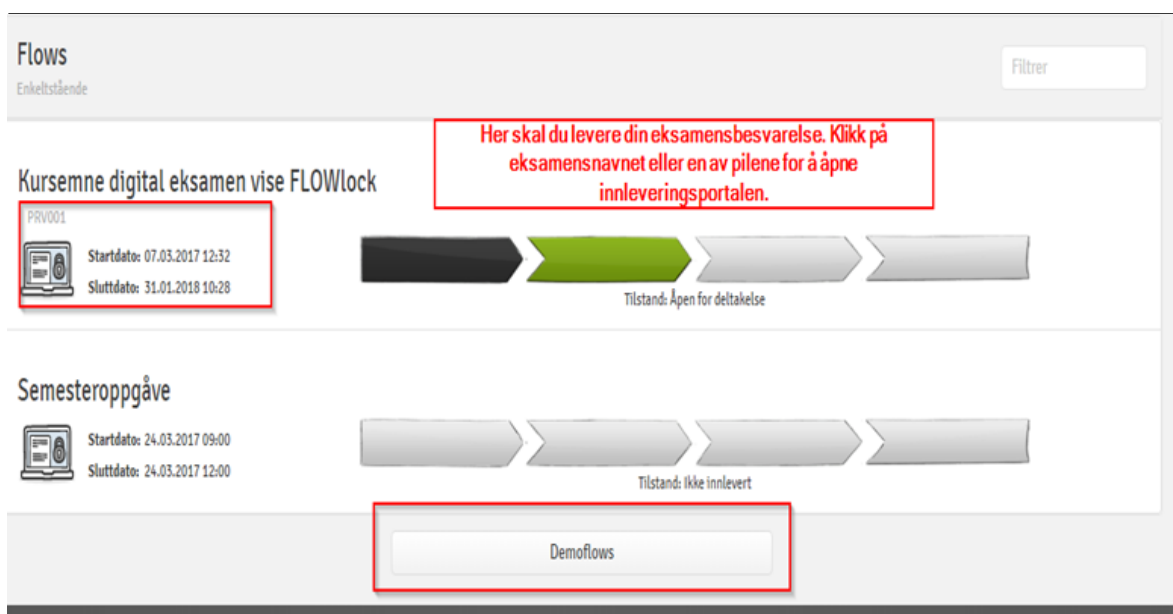 Flows
Enkeltstående
Filtrer
Her skal du levere din eksamensbesvarelse. Klikk på
eksamensnavnet eller en av pilene for å åpne
innleveringsportalen.
Kursemne digital eksamen vise FLOWlock
PRV001
Startdato: 07.03.2017 12:32
Sluttdato: 31.01.2018 10:28
Tilstand: Åpen for deltakelse
Semesteroppgåve
Startdato: 24.03.2017 09:00
Sluttdato: 24.03.2017 12:00
Tilstand: Ikke innlevert
Demoflows